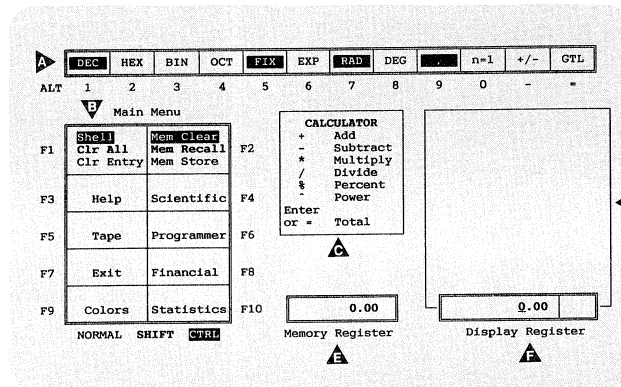 A DEC HEX BIN OCT FIX EXP RAD DEG , n=1 +/- GTL
ALT 1 2 3 4 5 6 7 8 9 0 - =
B Main Menu
F1 Shell Mem Clear F2
Clr All Mem Recall
Clr Entry Mem Store
F3 Help Scientific F4
F5 Tape Programmer F6
F7 Exit Financial F8
F9 Colors Statistics F10
NORMAL SHIFT CTRL
CALCULATOR
+ Add
- Subtract
* Multiply
/ Divide
% Percent
^ Power
Enter
or = Total
C
0.00
Memory Register
E
0.00
Display Register
F